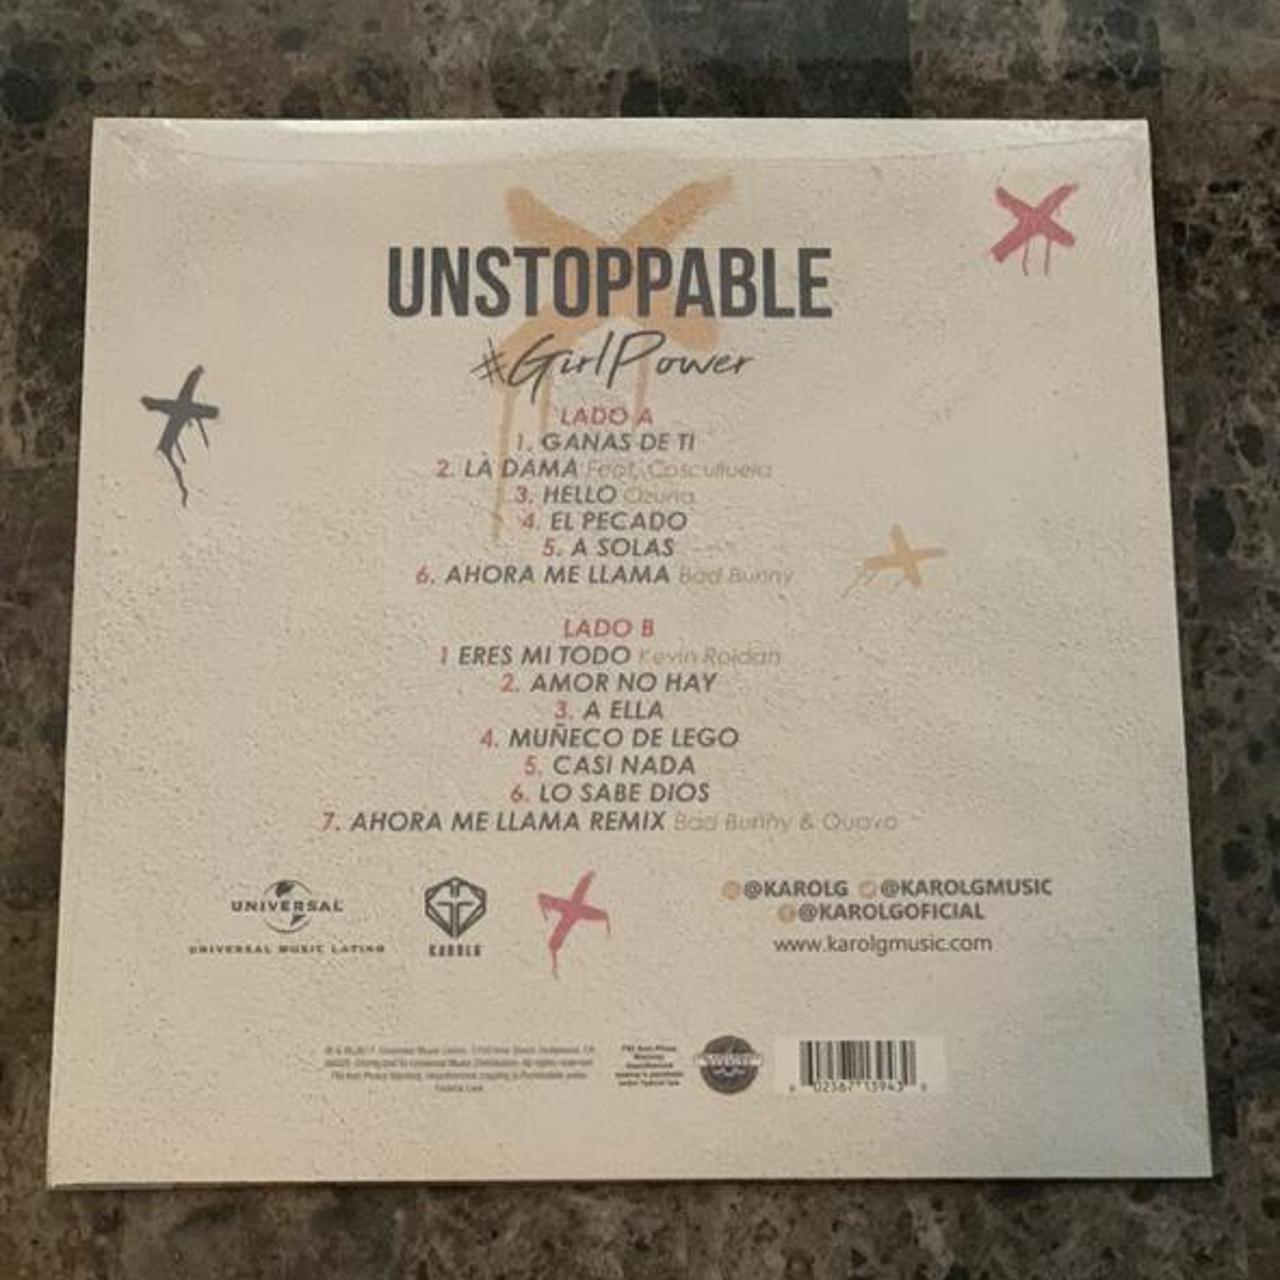 UNSTOPPABLE
#GirlPower
LADO A
1. GANAS DE TI
2. LA DAMA Feat. Cosculluela
3. HELLO Ozuna
4. EL PECADO
5. A SOLAS
6. AHORA ME LLAMA Bad Bunny
LADO B
1 ERES MI TODO Kevin Roldan
2. AMOR NO HAY
3. A ELLA
4. MUÑECO DE LEGO
5. CASI NADA
6. LO SABE DIOS
7. AHORA ME LLAMA REMIX Bad Bunny & Quavo
UNIVERSAL
UNIVERSAL MUSIC LATINO
KAROLG
@KAROLG @KAROLGMUSIC
@KAROLGOFICIAL
www.karolgmusic.com